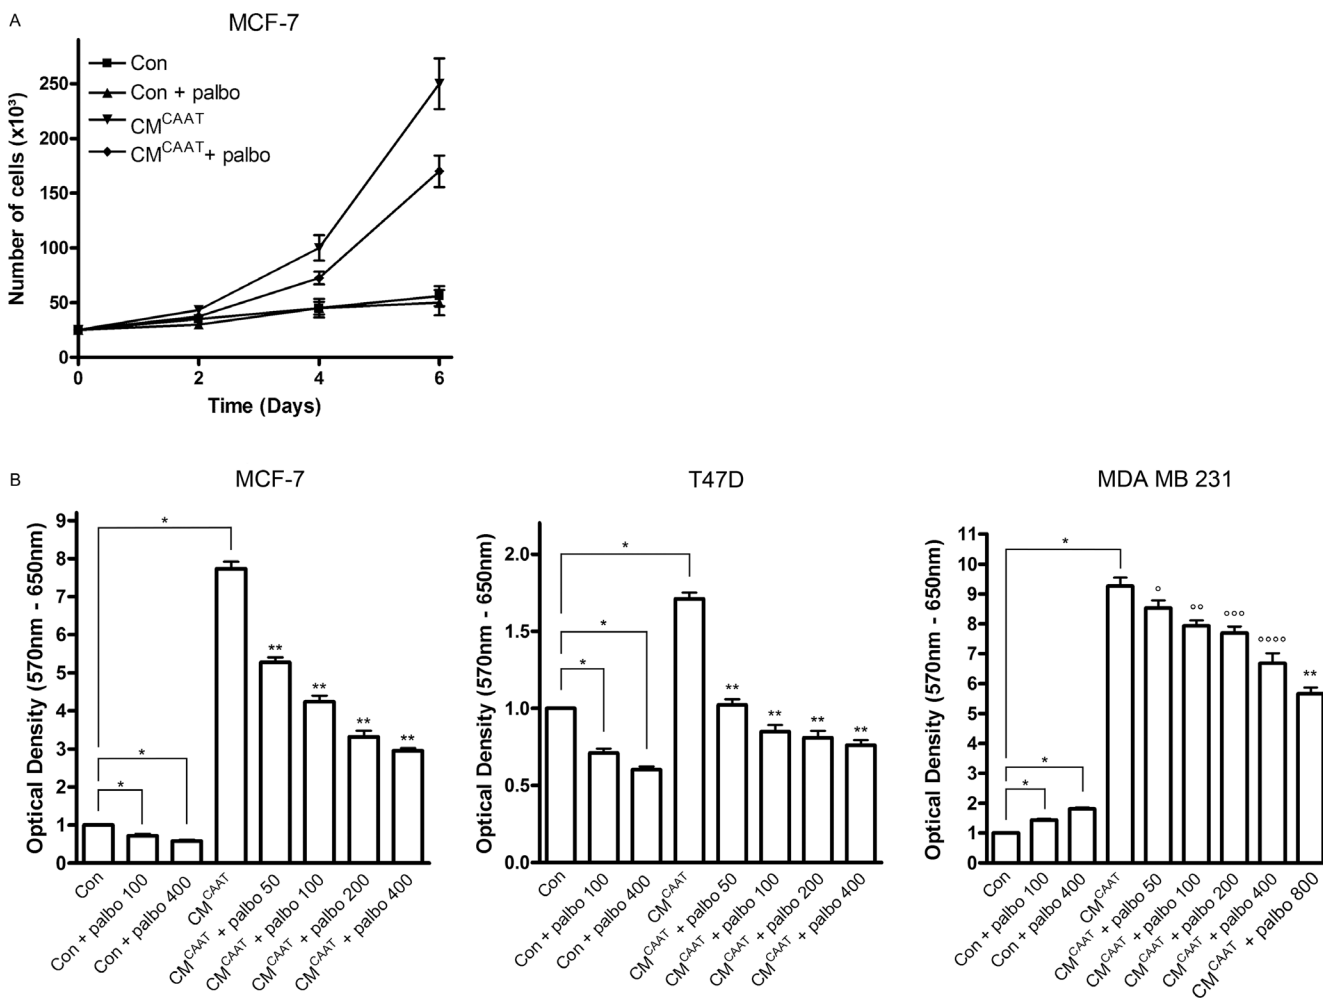 A
MCF-7
Con
Con + palbo
CM^CAAT
CM^CAAT + palbo
Number of cells (x10³)
250
200
150
100
50
0
0 2 4 6
Time (Days)
B
MCF-7
Optical Density (570nm - 650nm)
9
8
7
6
5
4
3
2
1
0
*
*
*
** ** ** **
Con
Con + palbo 100
Con + palbo 400
CM^CAAT
CM^CAAT + palbo 50
CM^CAAT + palbo 100
CM^CAAT + palbo 200
CM^CAAT + palbo 400
T47D
Optical Density (570nm - 650nm)
2.0
1.5
1.0
0.5
0.0
*
*
*
** ** ** **
Con
Con + palbo 100
Con + palbo 400
CM^CAAT
CM^CAAT + palbo 50
CM^CAAT + palbo 100
CM^CAAT + palbo 200
CM^CAAT + palbo 400
MDA MB 231
Optical Density (570nm - 650nm)
11
10
9
8
7
6
5
4
3
2
1
0
*
*
*
° °° °°° °°°° **
Con
Con + palbo 100
Con + palbo 400
CM^CAAT
CM^CAAT + palbo 50
CM^CAAT + palbo 100
CM^CAAT + palbo 200
CM^CAAT + palbo 400
CM^CAAT + palbo 800